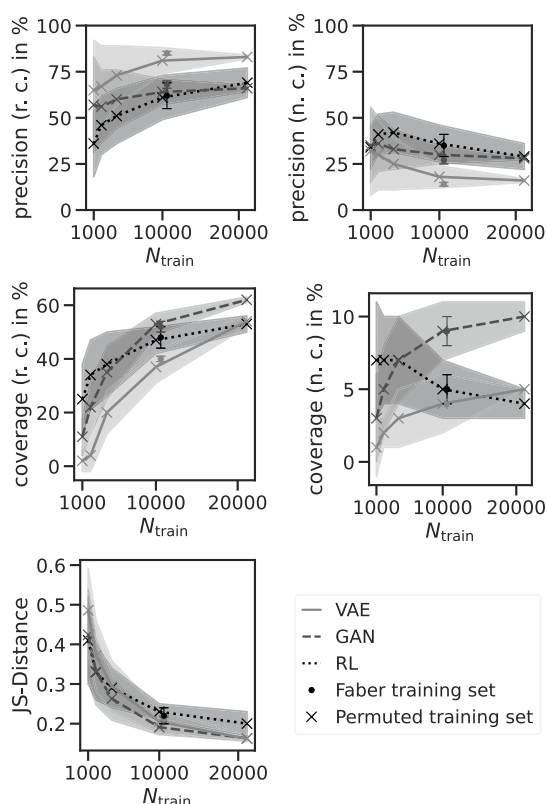 precision (r. c.) in %
100
75
50
25
0
1000 10000 20000
N_train
precision (n. c.) in %
100
75
50
25
0
1000 10000 20000
N_train
coverage (r. c.) in %
60
40
20
0
1000 10000 20000
N_train
coverage (n. c.) in %
10
5
0
1000 10000 20000
N_train
JS-Distance
0.6
0.5
0.4
0.3
0.2
1000 10000 20000
N_train
VAE
GAN
RL
Faber training set
Permuted training set